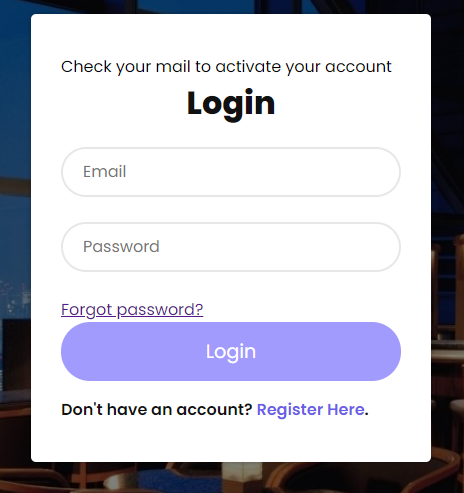 Check your mail to activate your account
Login
Email
Password
Forgot password?
Login
Don't have an account? Register Here.